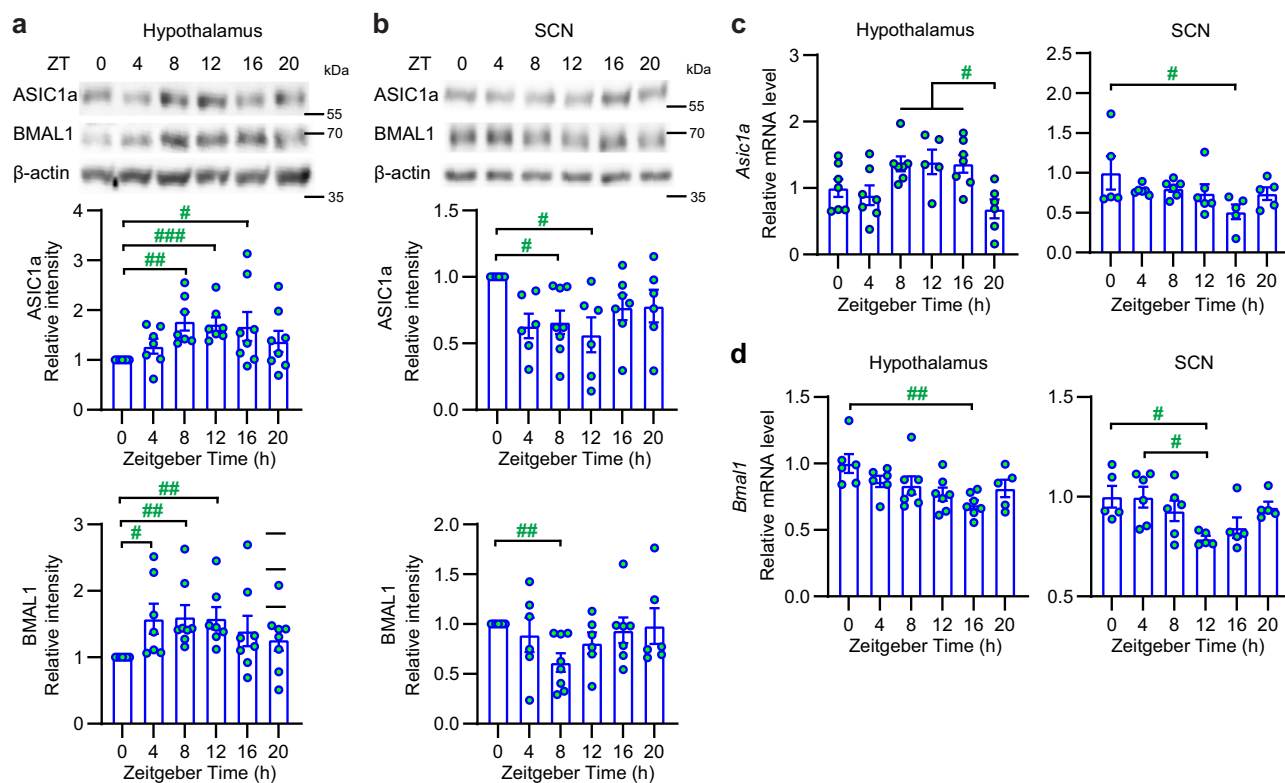 a
Hypothalamus
ZT 0 4 8 12 16 20 kDa
ASIC1a
55
BMAL1 70
β-actin
35
ASIC1a
Relative intensity
4
3
2
1
0
#
###
##
0 4 8 12 16 20
Zeitgeber Time (h)
BMAL1
Relative intensity
3
2
1
0
##
##
#
0 4 8 12 16 20
Zeitgeber Time (h)
b
SCN
ZT 0 4 8 12 16 20 kDa
ASIC1a
55
BMAL1 70
β-actin
35
ASIC1a
Relative intensity
1.5
1.0
0.5
0.0
#
#
0 4 8 12 16 20
Zeitgeber Time (h)
BMAL1
Relative intensity
2.0
1.5
1.0
0.5
0.0
##
0 4 8 12 16 20
Zeitgeber Time (h)
c
Hypothalamus
Asic1a
Relative mRNA level
3
2
1
0
#
0 4 8 12 16 20
Zeitgeber Time (h)
SCN
2.5
2.0
1.5
1.0
0.5
0.0
#
0 4 8 12 16 20
Zeitgeber Time (h)
d
Hypothalamus
Bmal1
Relative mRNA level
1.5
1.0
0.5
0.0
##
0 4 8 12 16 20
Zeitgeber Time (h)
SCN
1.5
1.0
0.5
#
#
0 4 8 12 16 20
Zeitgeber Time (h)